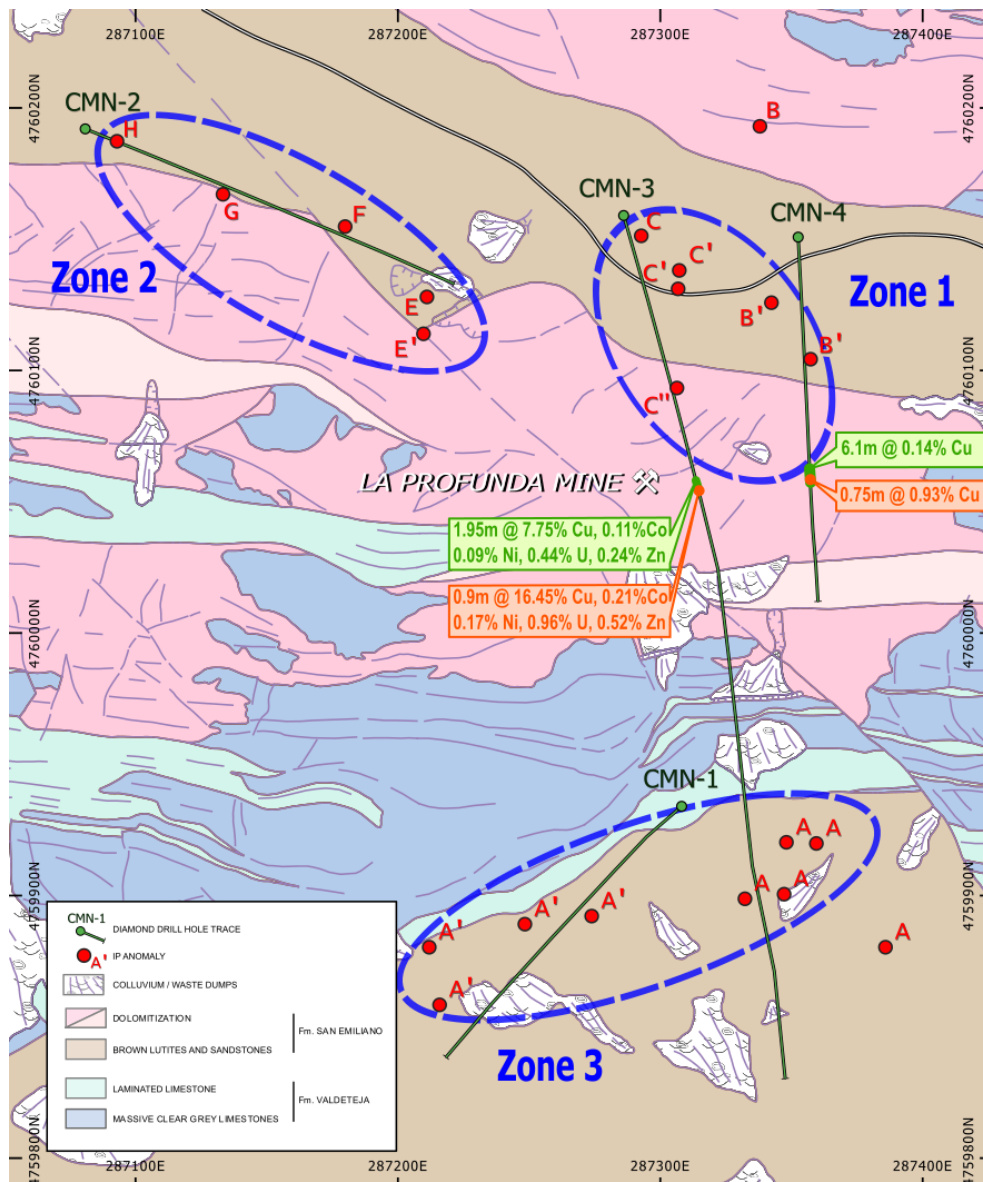 287100E
287200E
287300E
287400E
4760200N
4760200N
CMN-2
H
B
CMN-3
CMN-4
G
F
C
C'
C'
Zone 2
Zone 1
E
B'
E'
B'
4760100N
4760100N
C''
6.1m @ 0.14% Cu
LA PROFUNDA MINE
0.75m @ 0.93% Cu
1.95m @ 7.75% Cu, 0.11%Co
0.09% Ni, 0.44% U, 0.24% Zn
0.9m @ 16.45% Cu, 0.21%Co
0.17% Ni, 0.96% U, 0.52% Zn
4760000N
4760000N
CMN-1
A
A
A
A
A'
A'
A'
A
A'
4759900N
4759900N
Zone 3
CMN-1
DIAMOND DRILL HOLE TRACE
A'
IP ANOMALY
COLLUVIUM / WASTE DUMPS
DOLOMITIZATION
Fm. SAN EMILIANO
BROWN LUTITES AND SANDSTONES
LAMINATED LIMESTONE
Fm. VALDETEJA
MASSIVE CLEAR GREY LIMESTONES
4759800N
4759800N
287100E
287200E
287300E
287400E